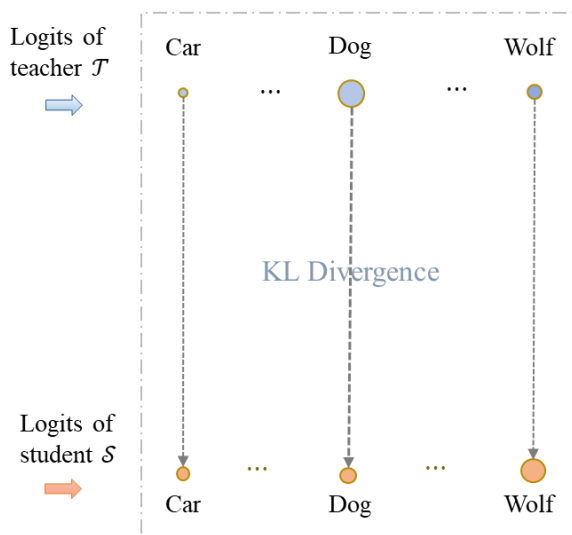 Logits of
teacher 𝒯
Car
Dog
Wolf
...
...
KL Divergence
Logits of
student 𝒮
...
...
Car
Dog
Wolf